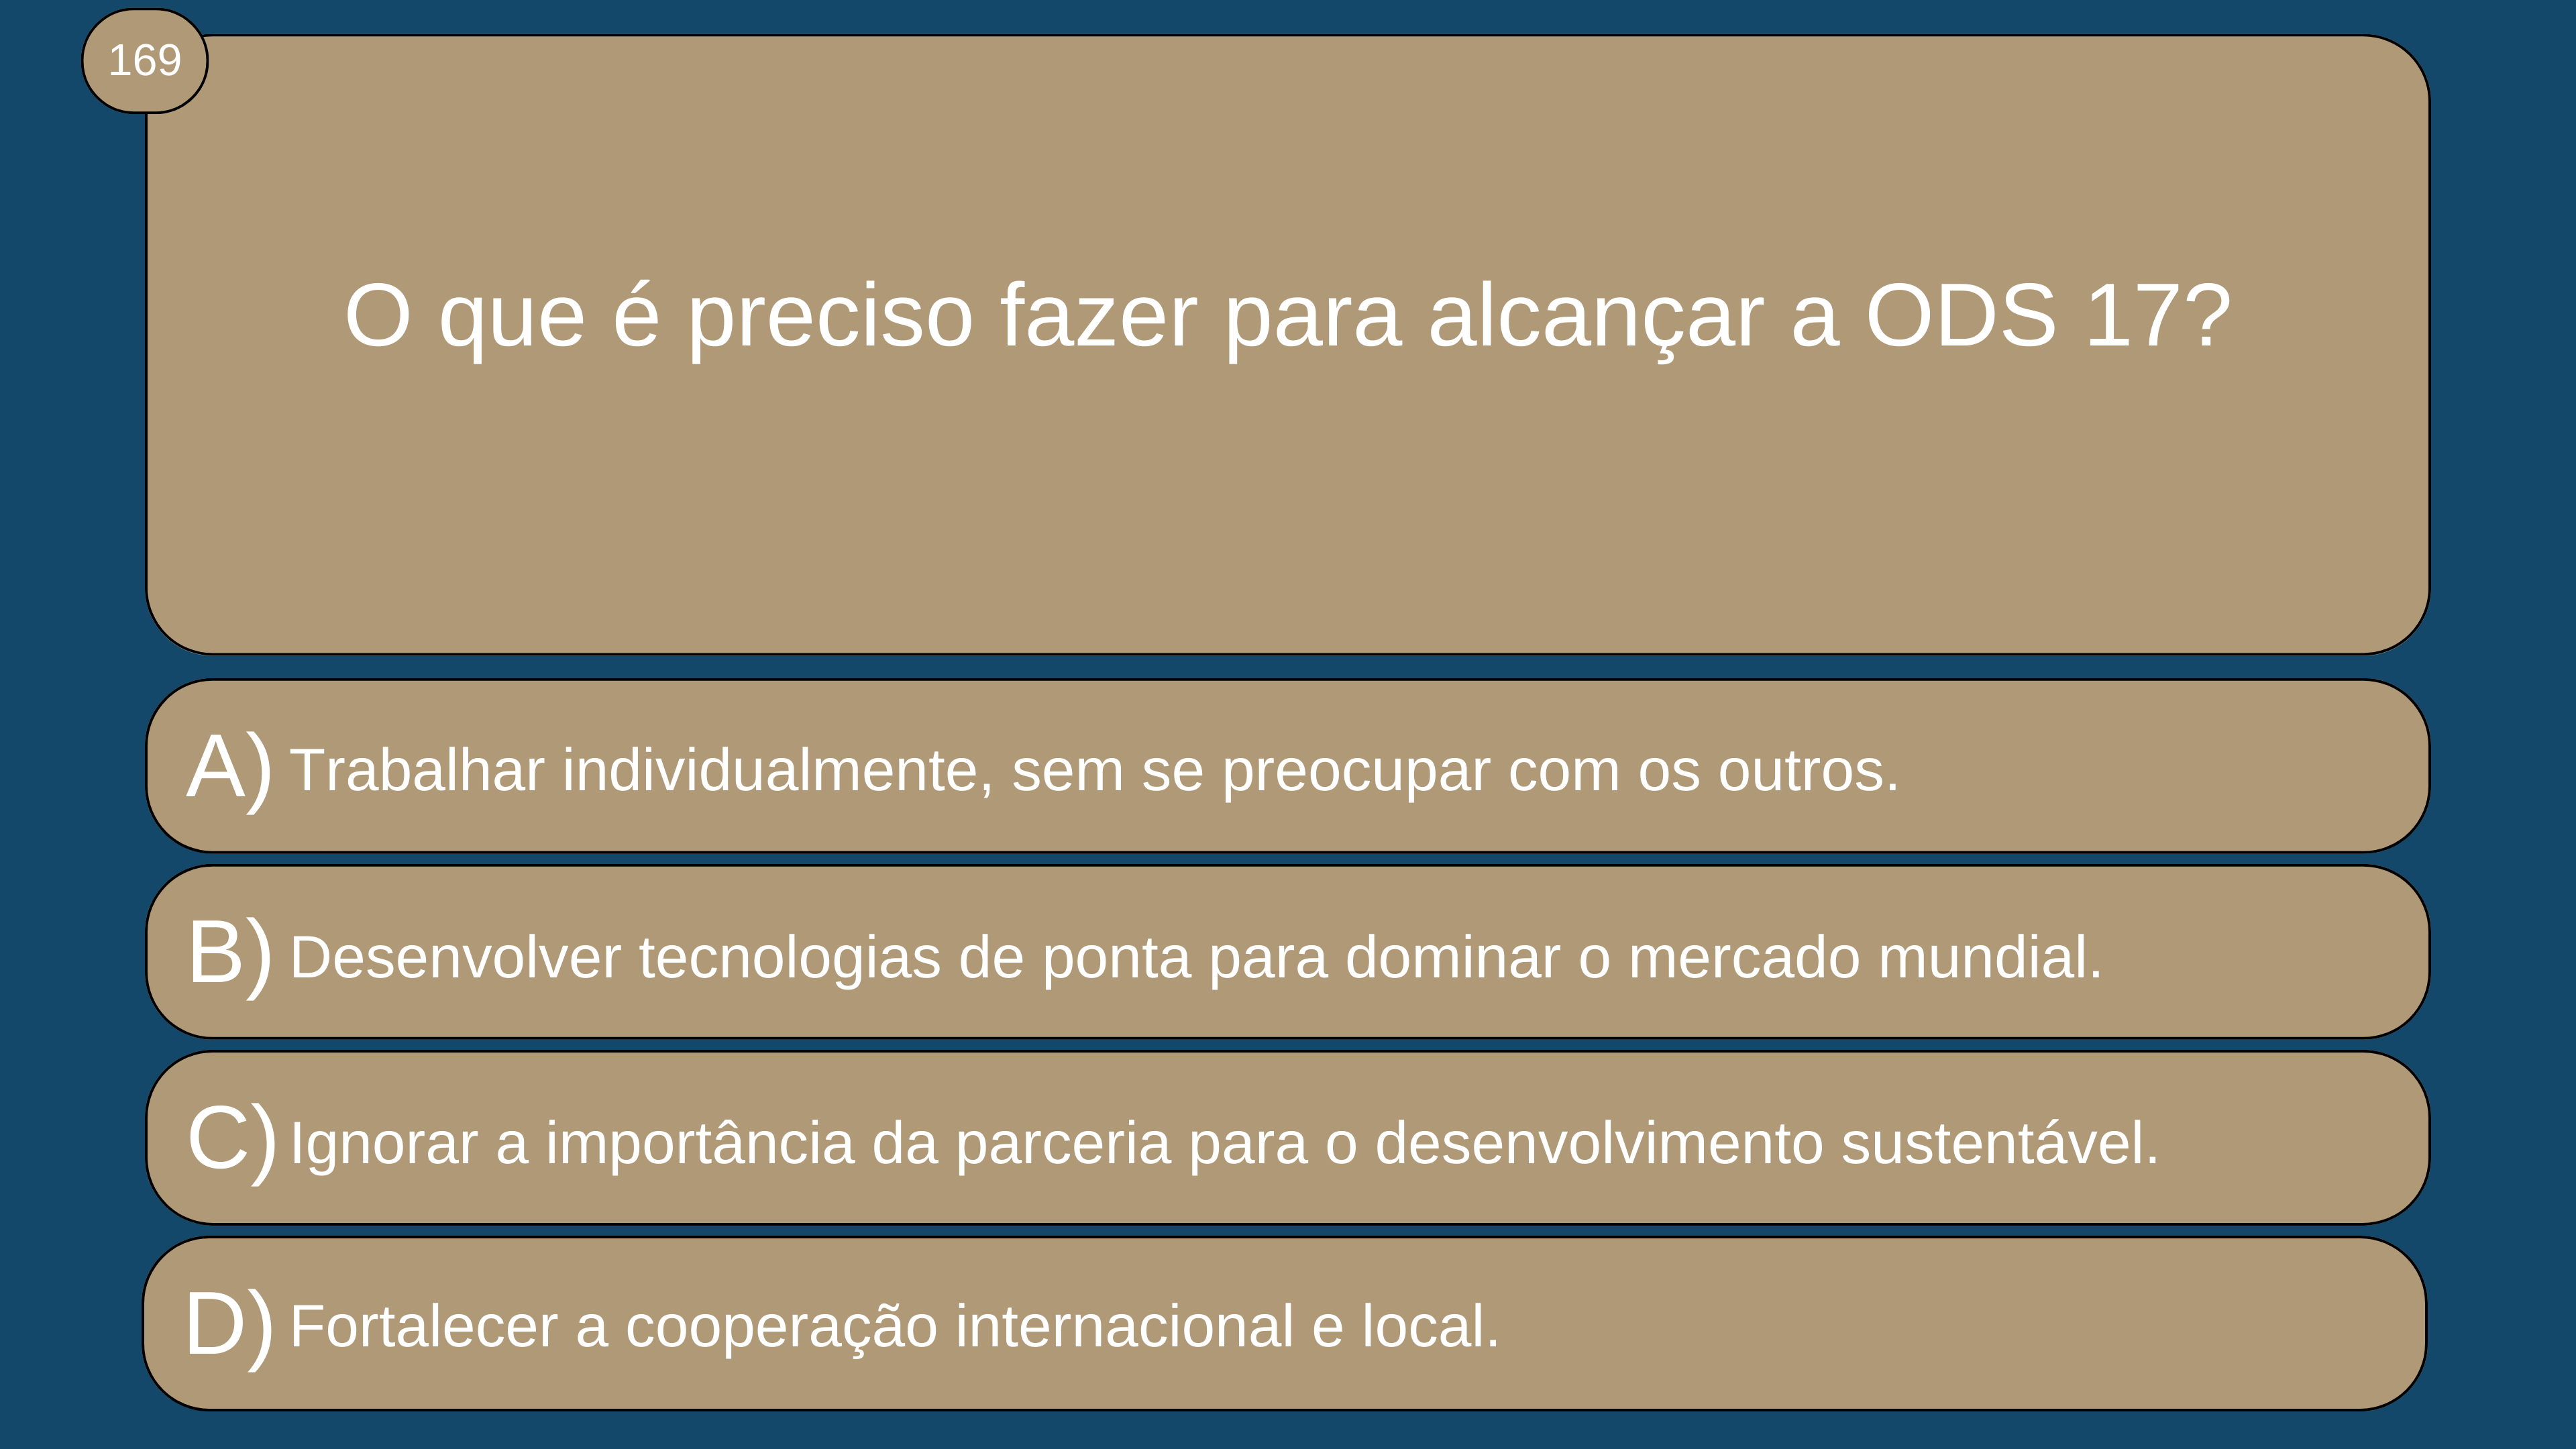 169
O que é preciso fazer para alcançar a ODS 17?
A) Trabalhar individualmente, sem se preocupar com os outros.
B) Desenvolver tecnologias de ponta para dominar o mercado mundial.
C) Ignorar a importância da parceria para o desenvolvimento sustentável.
D) Fortalecer a cooperação internacional e local.